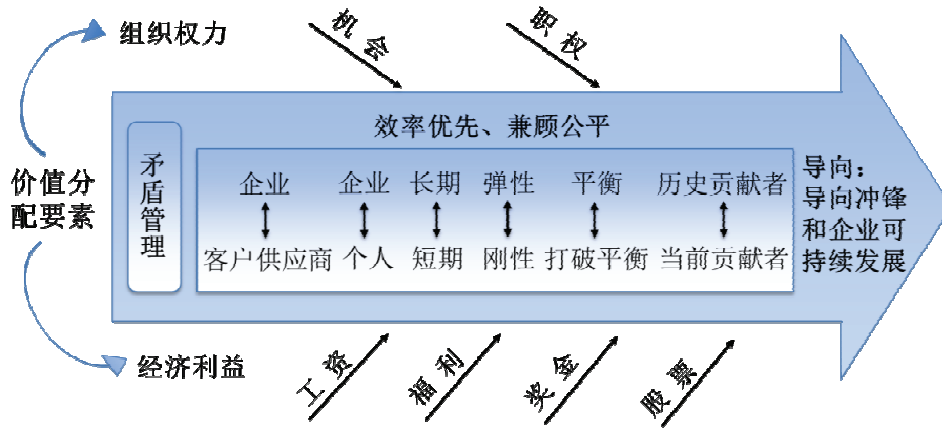 组织权力
机会
职权
价值分
配要素
矛盾管理
效率优先、兼顾公平
企业 企业 长期 弹性 平衡 历史贡献者
客户供应商 个人 短期 刚性 打破平衡 当前贡献者
导向：
导向冲锋
和企业可
持续发展
经济利益
工资
福利
奖金
股票